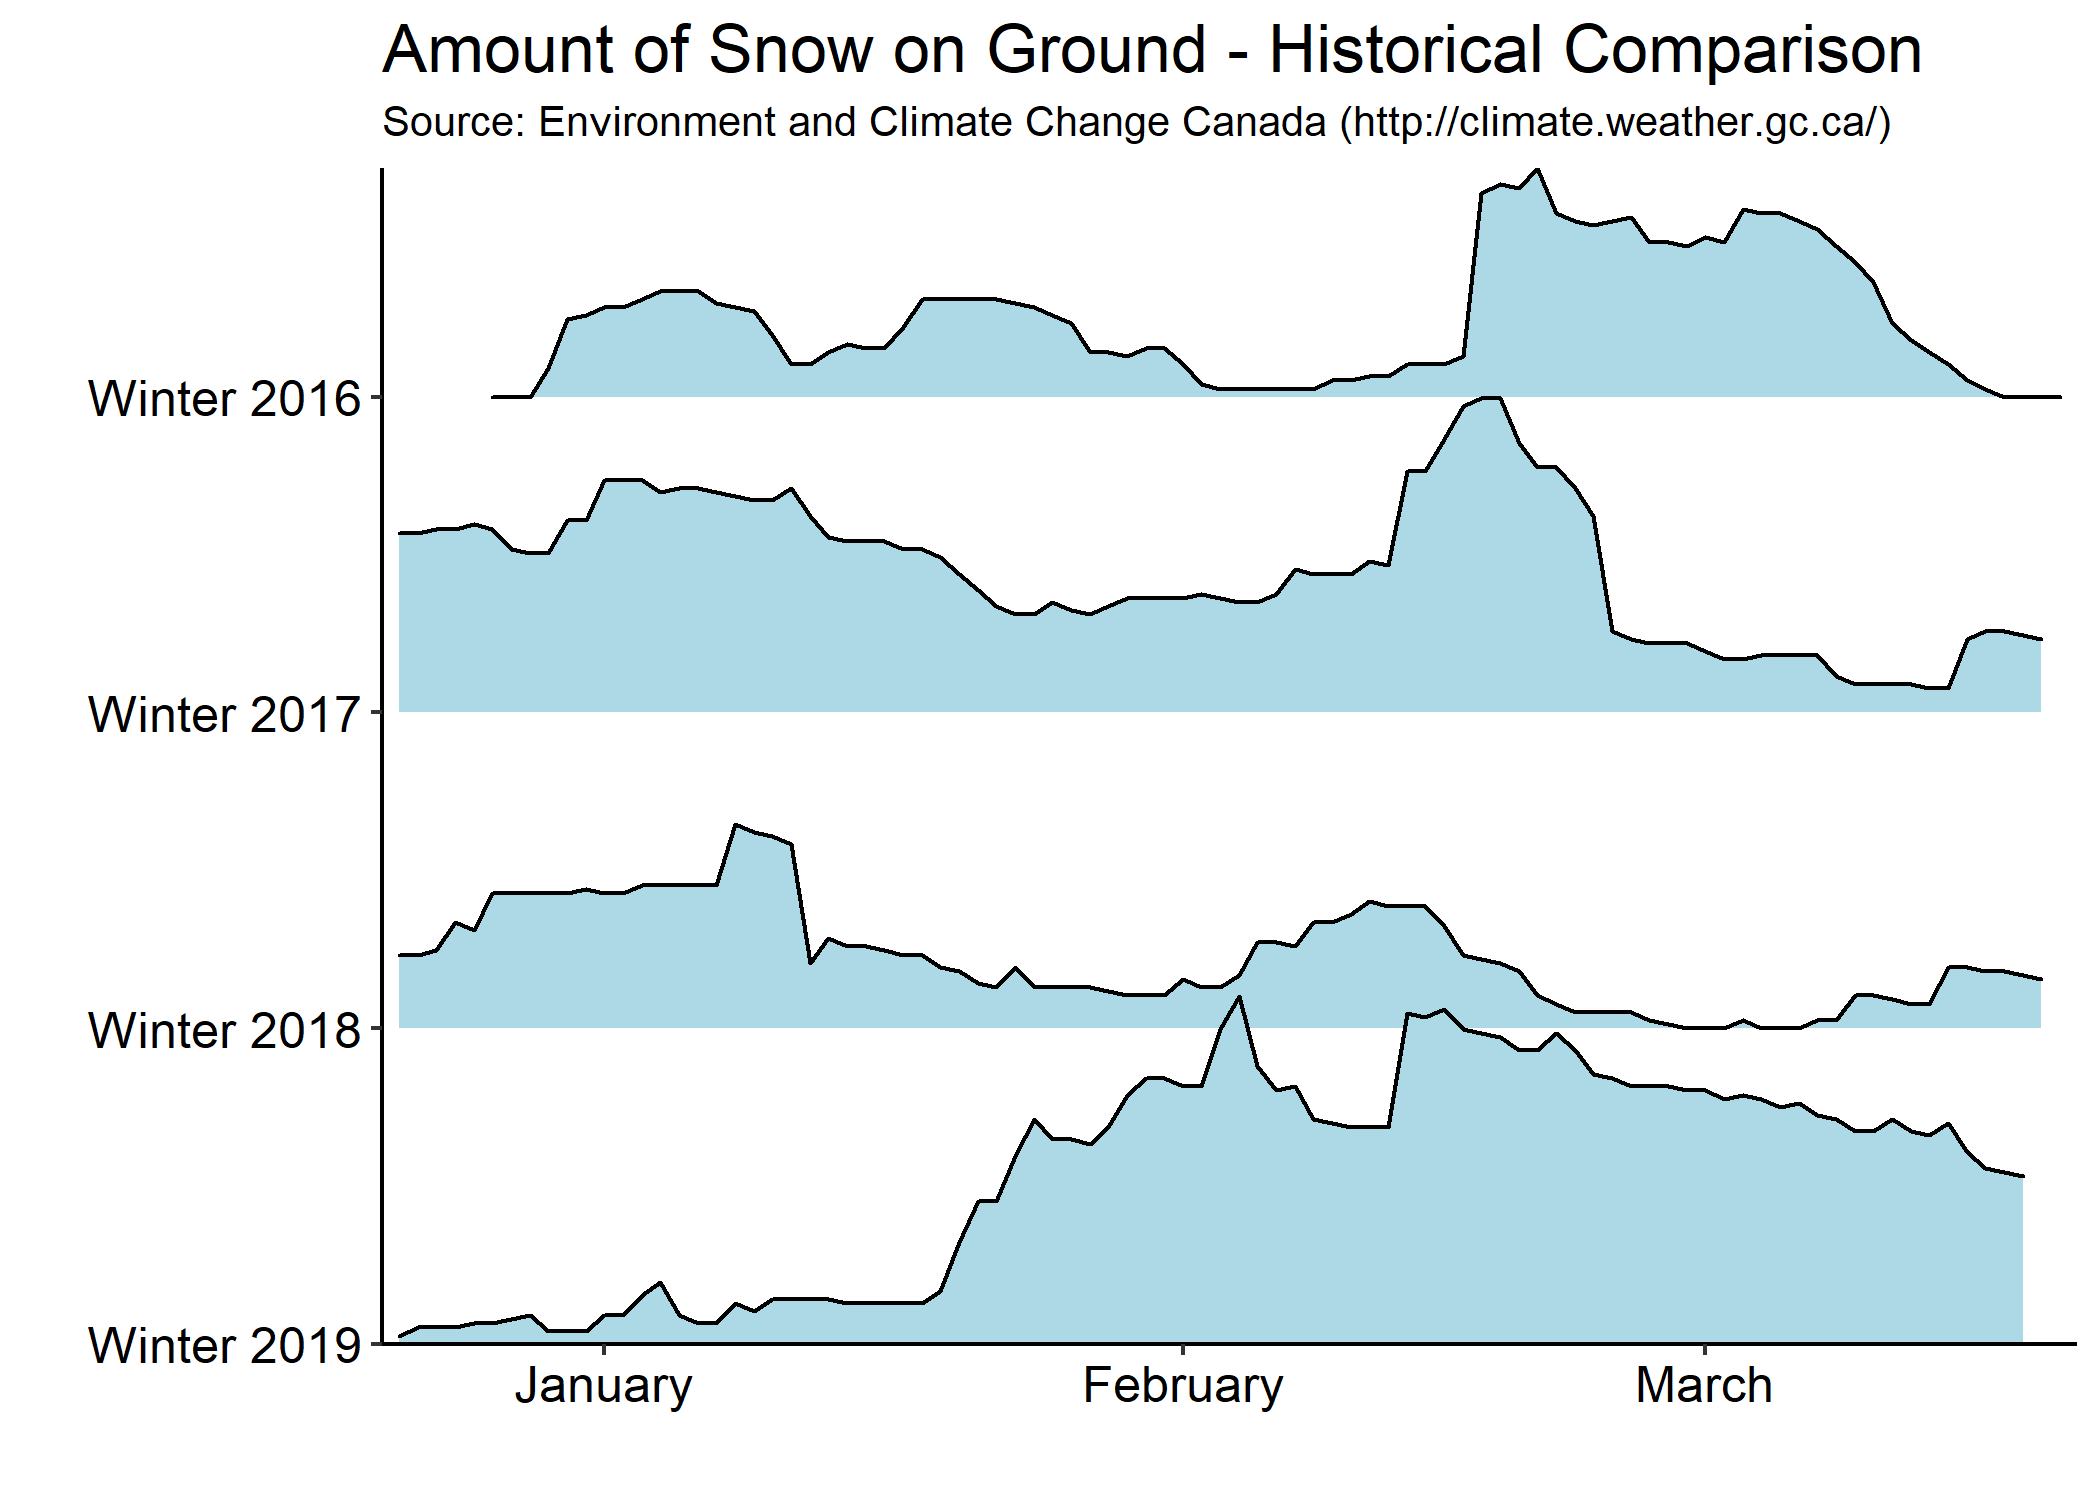 Amount of Snow on Ground - Historical Comparison
Source: Environment and Climate Change Canada (http://climate.weather.gc.ca/)
Winter 2016
Winter 2017
Winter 2018
Winter 2019
January February March